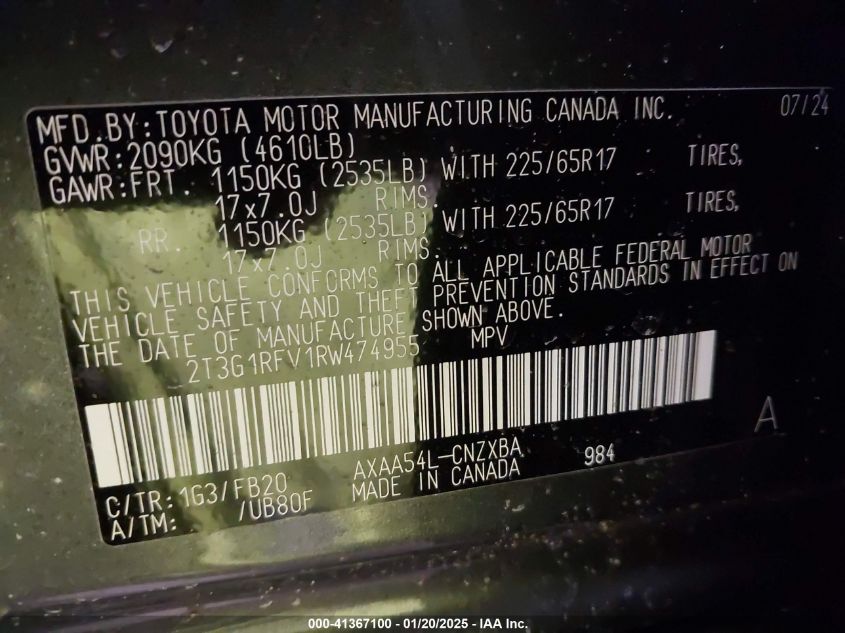 MFD.BY:TOYOTA MOTOR MANUFACTURING CANADA INC. 07/24
GVWR:2090KG (4610LB)
GAWR:FRT. 1150KG (2535LB) WITH 225/65R17 TIRES,
17x7.0J RIMS.
RR. 1150KG (2535LB) WITH 225/65R17 TIRES,
17x7.0J RIMS.
THIS VEHICLE CONFORMS TO ALL APPLICABLE FEDERAL MOTOR
VEHICLE SAFETY AND THEFT PREVENTION STANDARDS IN EFFECT ON
THE DATE OF MANUFACTURE SHOWN ABOVE.
2T3G1RFV1RW474955 MPV
A
C/TR:1G3/FB20 AXAA54L-CNZXBA 984
A/TM: /UB80F MADE IN CANADA
000-41367100 — 01/20/2025 — IAA Inc.